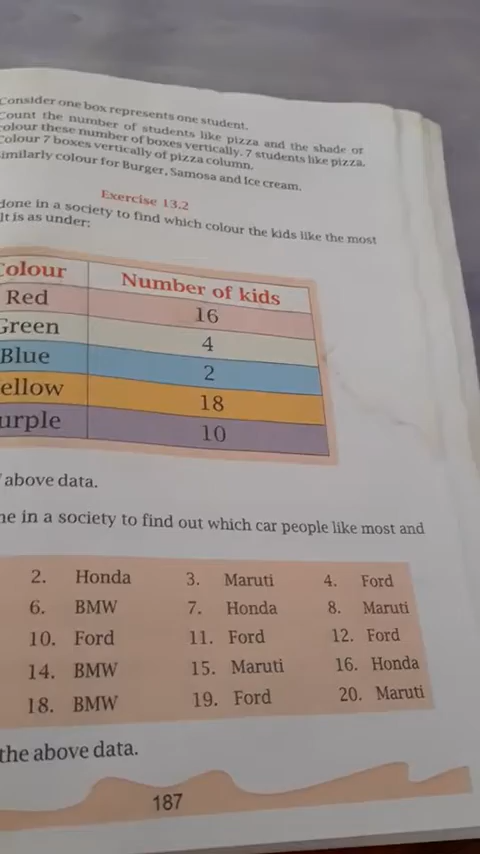 Consider one box represents one student.
Count the number of students like pizza and the shade or
colour these number of boxes vertically. 7 students like pizza.
Colour 7 boxes vertically of pizza column.
imilarly colour for Burger, Samosa and Ice cream.
Exercise 13.2
done in a society to find which colour the kids like the most
It is as under:
Colour Number of kids
Red 16
Green 4
Blue 2
ellow 18
urple 10
above data.
ne in a society to find out which car people like most and
2. Honda 3. Maruti 4. Ford
6. BMW 7. Honda 8. Maruti
10. Ford 11. Ford 12. Ford
14. BMW 15. Maruti 16. Honda
18. BMW 19. Ford 20. Maruti
the above data.
187